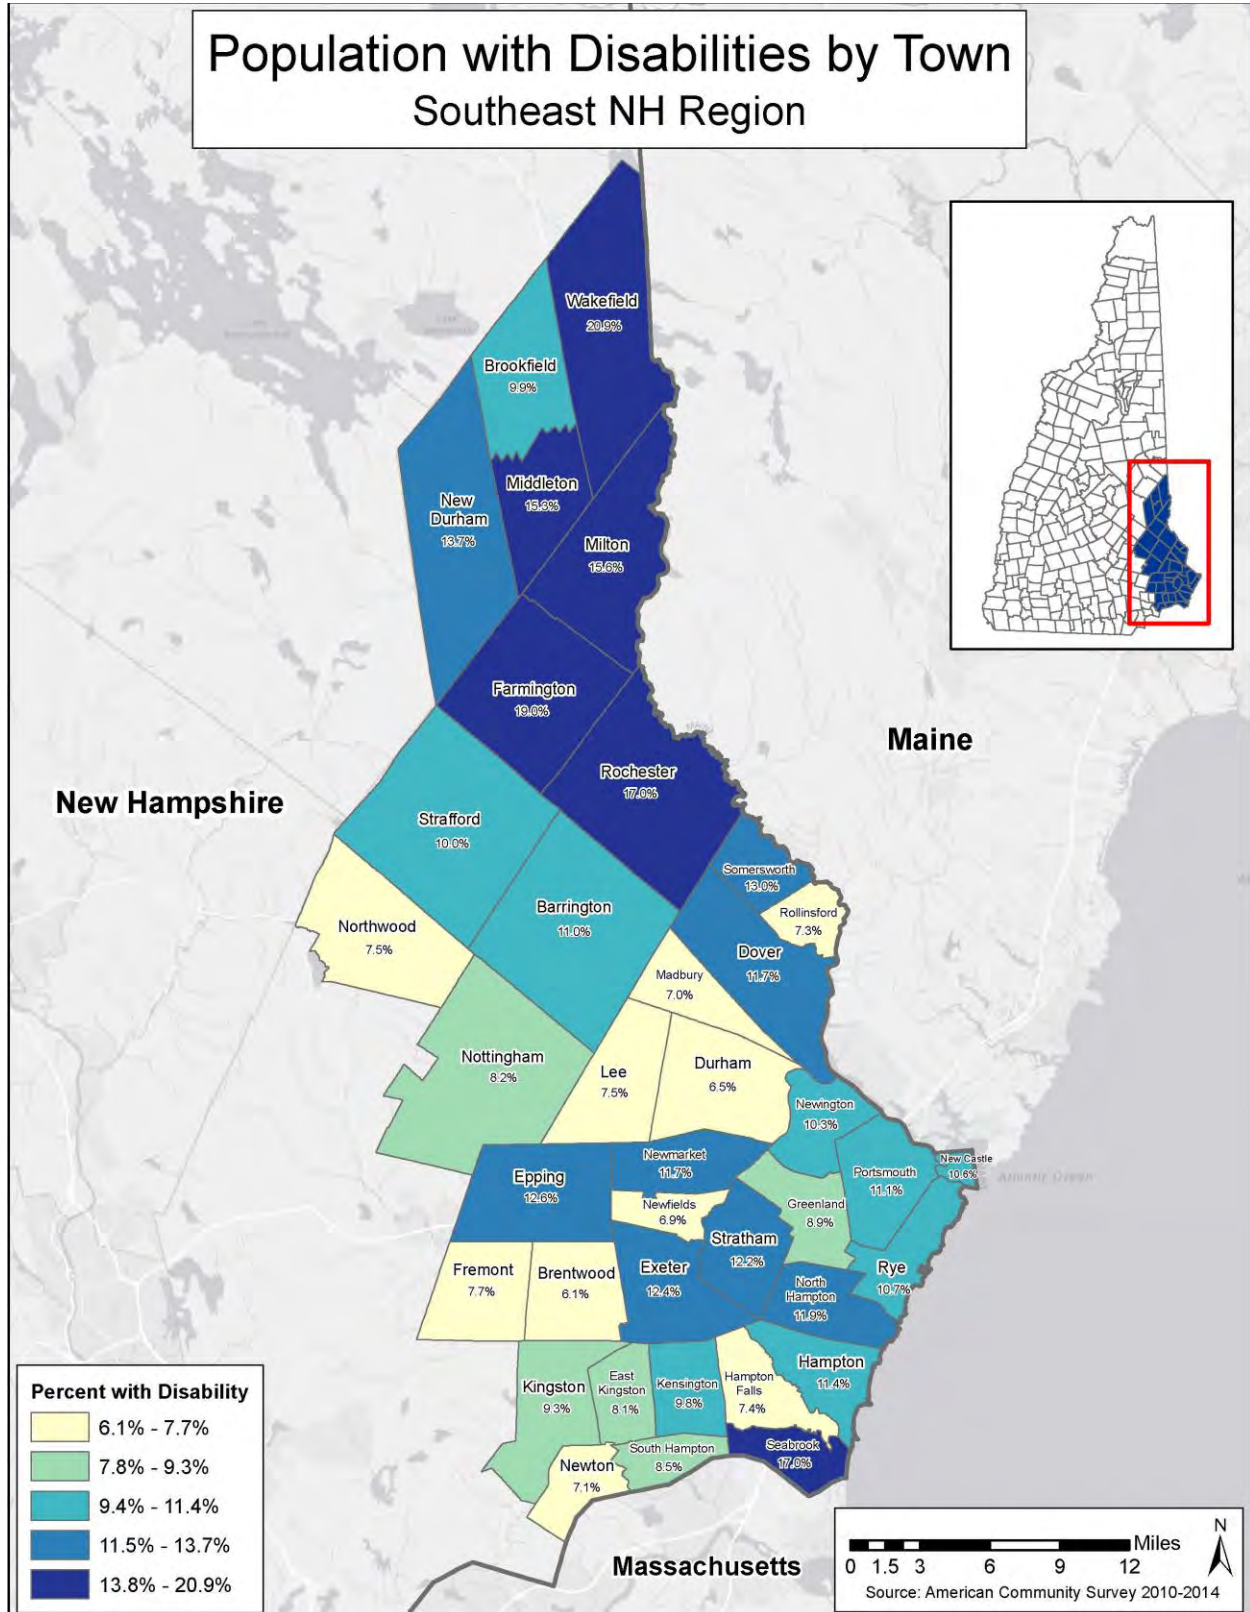 Population with Disabilities by Town
Southeast NH Region
Wakefield
20.9%
Brookfield
9.9%
Middleton
15.3%
New
Durham
13.7%
Milton
15.6%
Farmington
19.0%
Maine
Rochester
17.0%
New Hampshire
Strafford
10.0%
Somersworth
13.0%
Barrington
11.0%
Rollinsford
7.3%
Northwood
7.5%
Dover
11.7%
Madbury
7.0%
Nottingham
8.2%
Lee
7.5%
Durham
6.5%
Newington
10.3%
Newmarket
11.7%
New Castle
10.6%
Epping
12.6%
Portsmouth
11.1%
Atlantic Ocean
Newfields
6.9%
Greenland
8.9%
Stratham
12.2%
Fremont
7.7%
Brentwood
6.1%
Exeter
12.4%
Rye
10.7%
North
Hampton
11.9%
Hampton
11.4%
Kingston
9.3%
East
Kingston
8.1%
Kensington
9.8%
Hampton
Falls
7.4%
South Hampton
8.5%
Seabrook
17.0%
Newton
7.1%
Percent with Disability
6.1% - 7.7%
7.8% - 9.3%
9.4% - 11.4%
11.5% - 13.7%
13.8% - 20.9%
Massachusetts
N
Miles
0 1.5 3 6 9 12
Source: American Community Survey 2010-2014